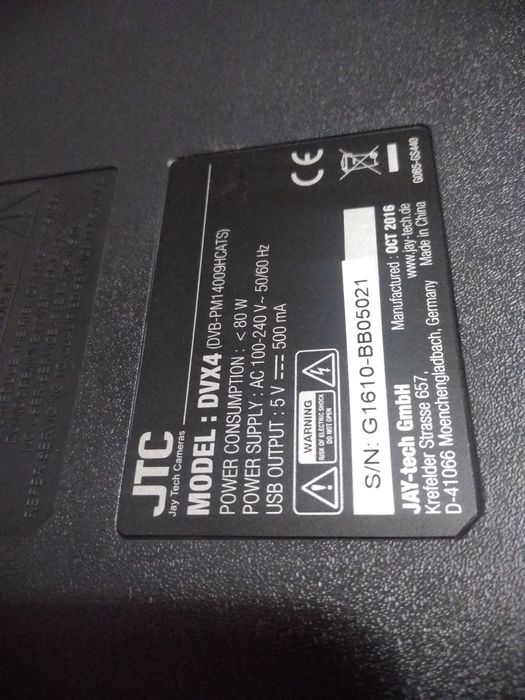 JTC
Jay Tech Cameras
MODEL : DVX4 (DVB-PM14009HCATS)
POWER CONSUMPTION : < 80 W
POWER SUPPLY : AC 100-240 V~ 50/60 Hz
USB OUTPUT : 5 V ⎓ 500 mA
WARNING
RISK OF ELECTRIC SHOCK
DO NOT OPEN
S/N: G1610-BB05021
JAY-tech GmbH
Krefelder Strasse 657,
D-41066 Moenchengladbach, Germany
Manufactured : OCT 2016
www.jay-tech.de
Made in China
CE
G0B5-GS440